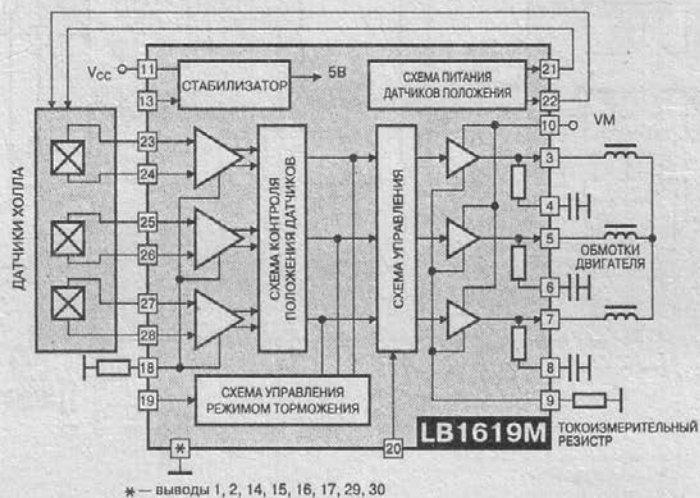 11
VCC
СТАБИЛИЗАТОР
5В
СХЕМА ПИТАНИЯ
ДАТЧИКОВ ПОЛОЖЕНИЯ
21
13
22
10
VM
ДАТЧИКИ ХОЛЛА
23
24
25
26
27
28
18
19
СХЕМА КОНТРОЛЯ
ПОЛОЖЕНИЯ ДАТЧИКОВ
СХЕМА УПРАВЛЕНИЯ
3
4
5
ОБМОТКИ
ДВИГАТЕЛЯ
6
7
8
9
СХЕМА УПРАВЛЕНИЯ
РЕЖИМОМ ТОРМОЖЕНИЯ
LB1619M
ТОКОИЗМЕРИТЕЛЬНЫЙ
РЕЗИСТР
*
20
* — выводы 1, 2, 14, 15, 16, 17, 29, 30